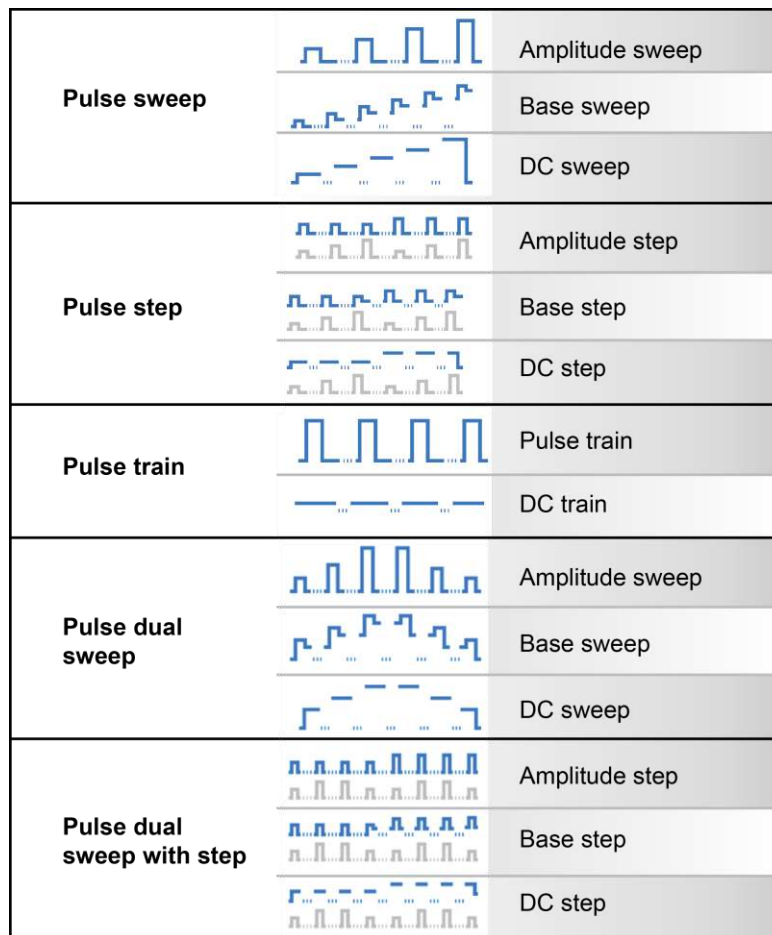 Pulse sweep
Amplitude sweep
Base sweep
DC sweep
Pulse step
Amplitude step
Base step
DC step
Pulse train
Pulse train
DC train
Pulse dual
sweep
Amplitude sweep
Base sweep
DC sweep
Pulse dual
sweep with step
Amplitude step
Base step
DC step